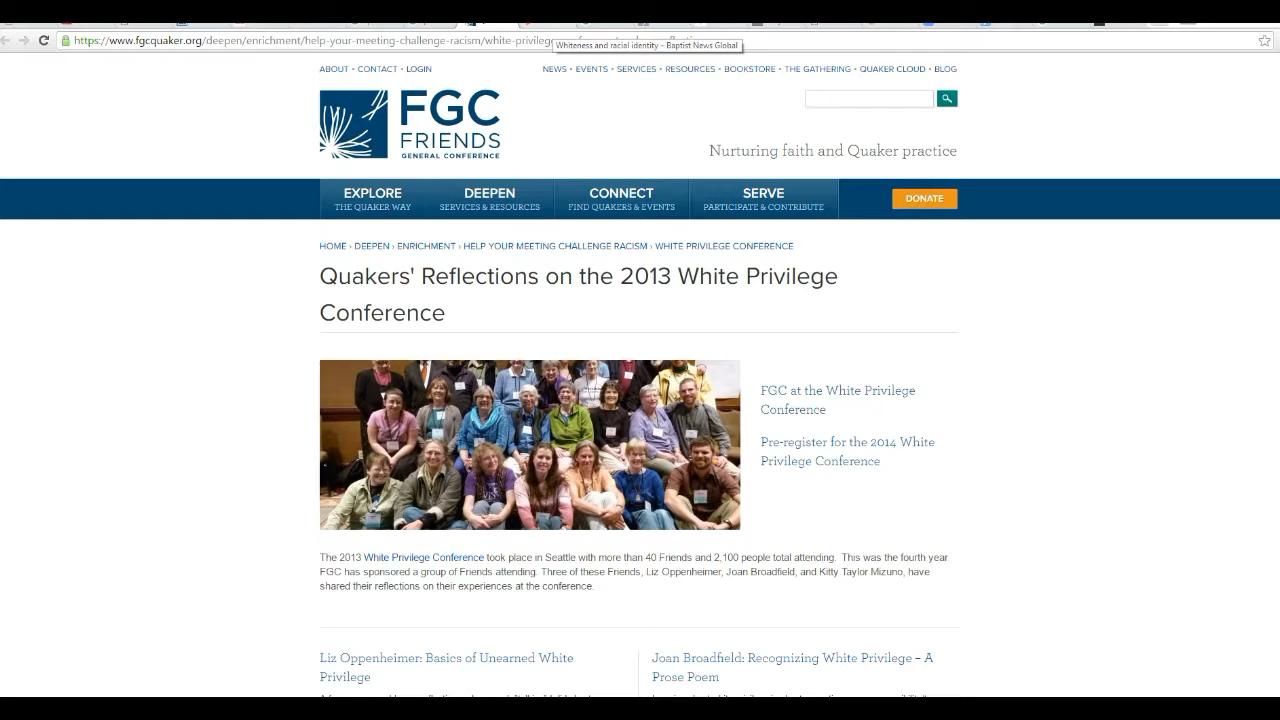 https://www.fgcquaker.org/deepen/enrichment/help-your-meeting-challenge-racism/white-privileg
Whiteness and racial identity – Baptist News Global
ABOUT • CONTACT • LOGIN
NEWS • EVENTS • SERVICES • RESOURCES • BOOKSTORE • THE GATHERING • QUAKER CLOUD • BLOG
FGC
FRIENDS
GENERAL CONFERENCE
Nurturing faith and Quaker practice
EXPLORE
THE QUAKER WAY
DEEPEN
SERVICES & RESOURCES
CONNECT
FIND QUAKERS & EVENTS
SERVE
PARTICIPATE & CONTRIBUTE
DONATE
HOME › DEEPEN › ENRICHMENT › HELP YOUR MEETING CHALLENGE RACISM › WHITE PRIVILEGE CONFERENCE
Quakers' Reflections on the 2013 White Privilege
Conference
FGC at the White Privilege
Conference
Pre-register for the 2014 White
Privilege Conference
The 2013 White Privilege Conference took place in Seattle with more than 40 Friends and 2,100 people total attending. This was the fourth year
FGC has sponsored a group of Friends attending. Three of these Friends, Liz Oppenheimer, Joan Broadfield, and Kitty Taylor Mizuno, have
shared their reflections on their experiences at the conference.
Liz Oppenheimer: Basics of Unearned White
Privilege
Joan Broadfield: Recognizing White Privilege – A
Prose Poem